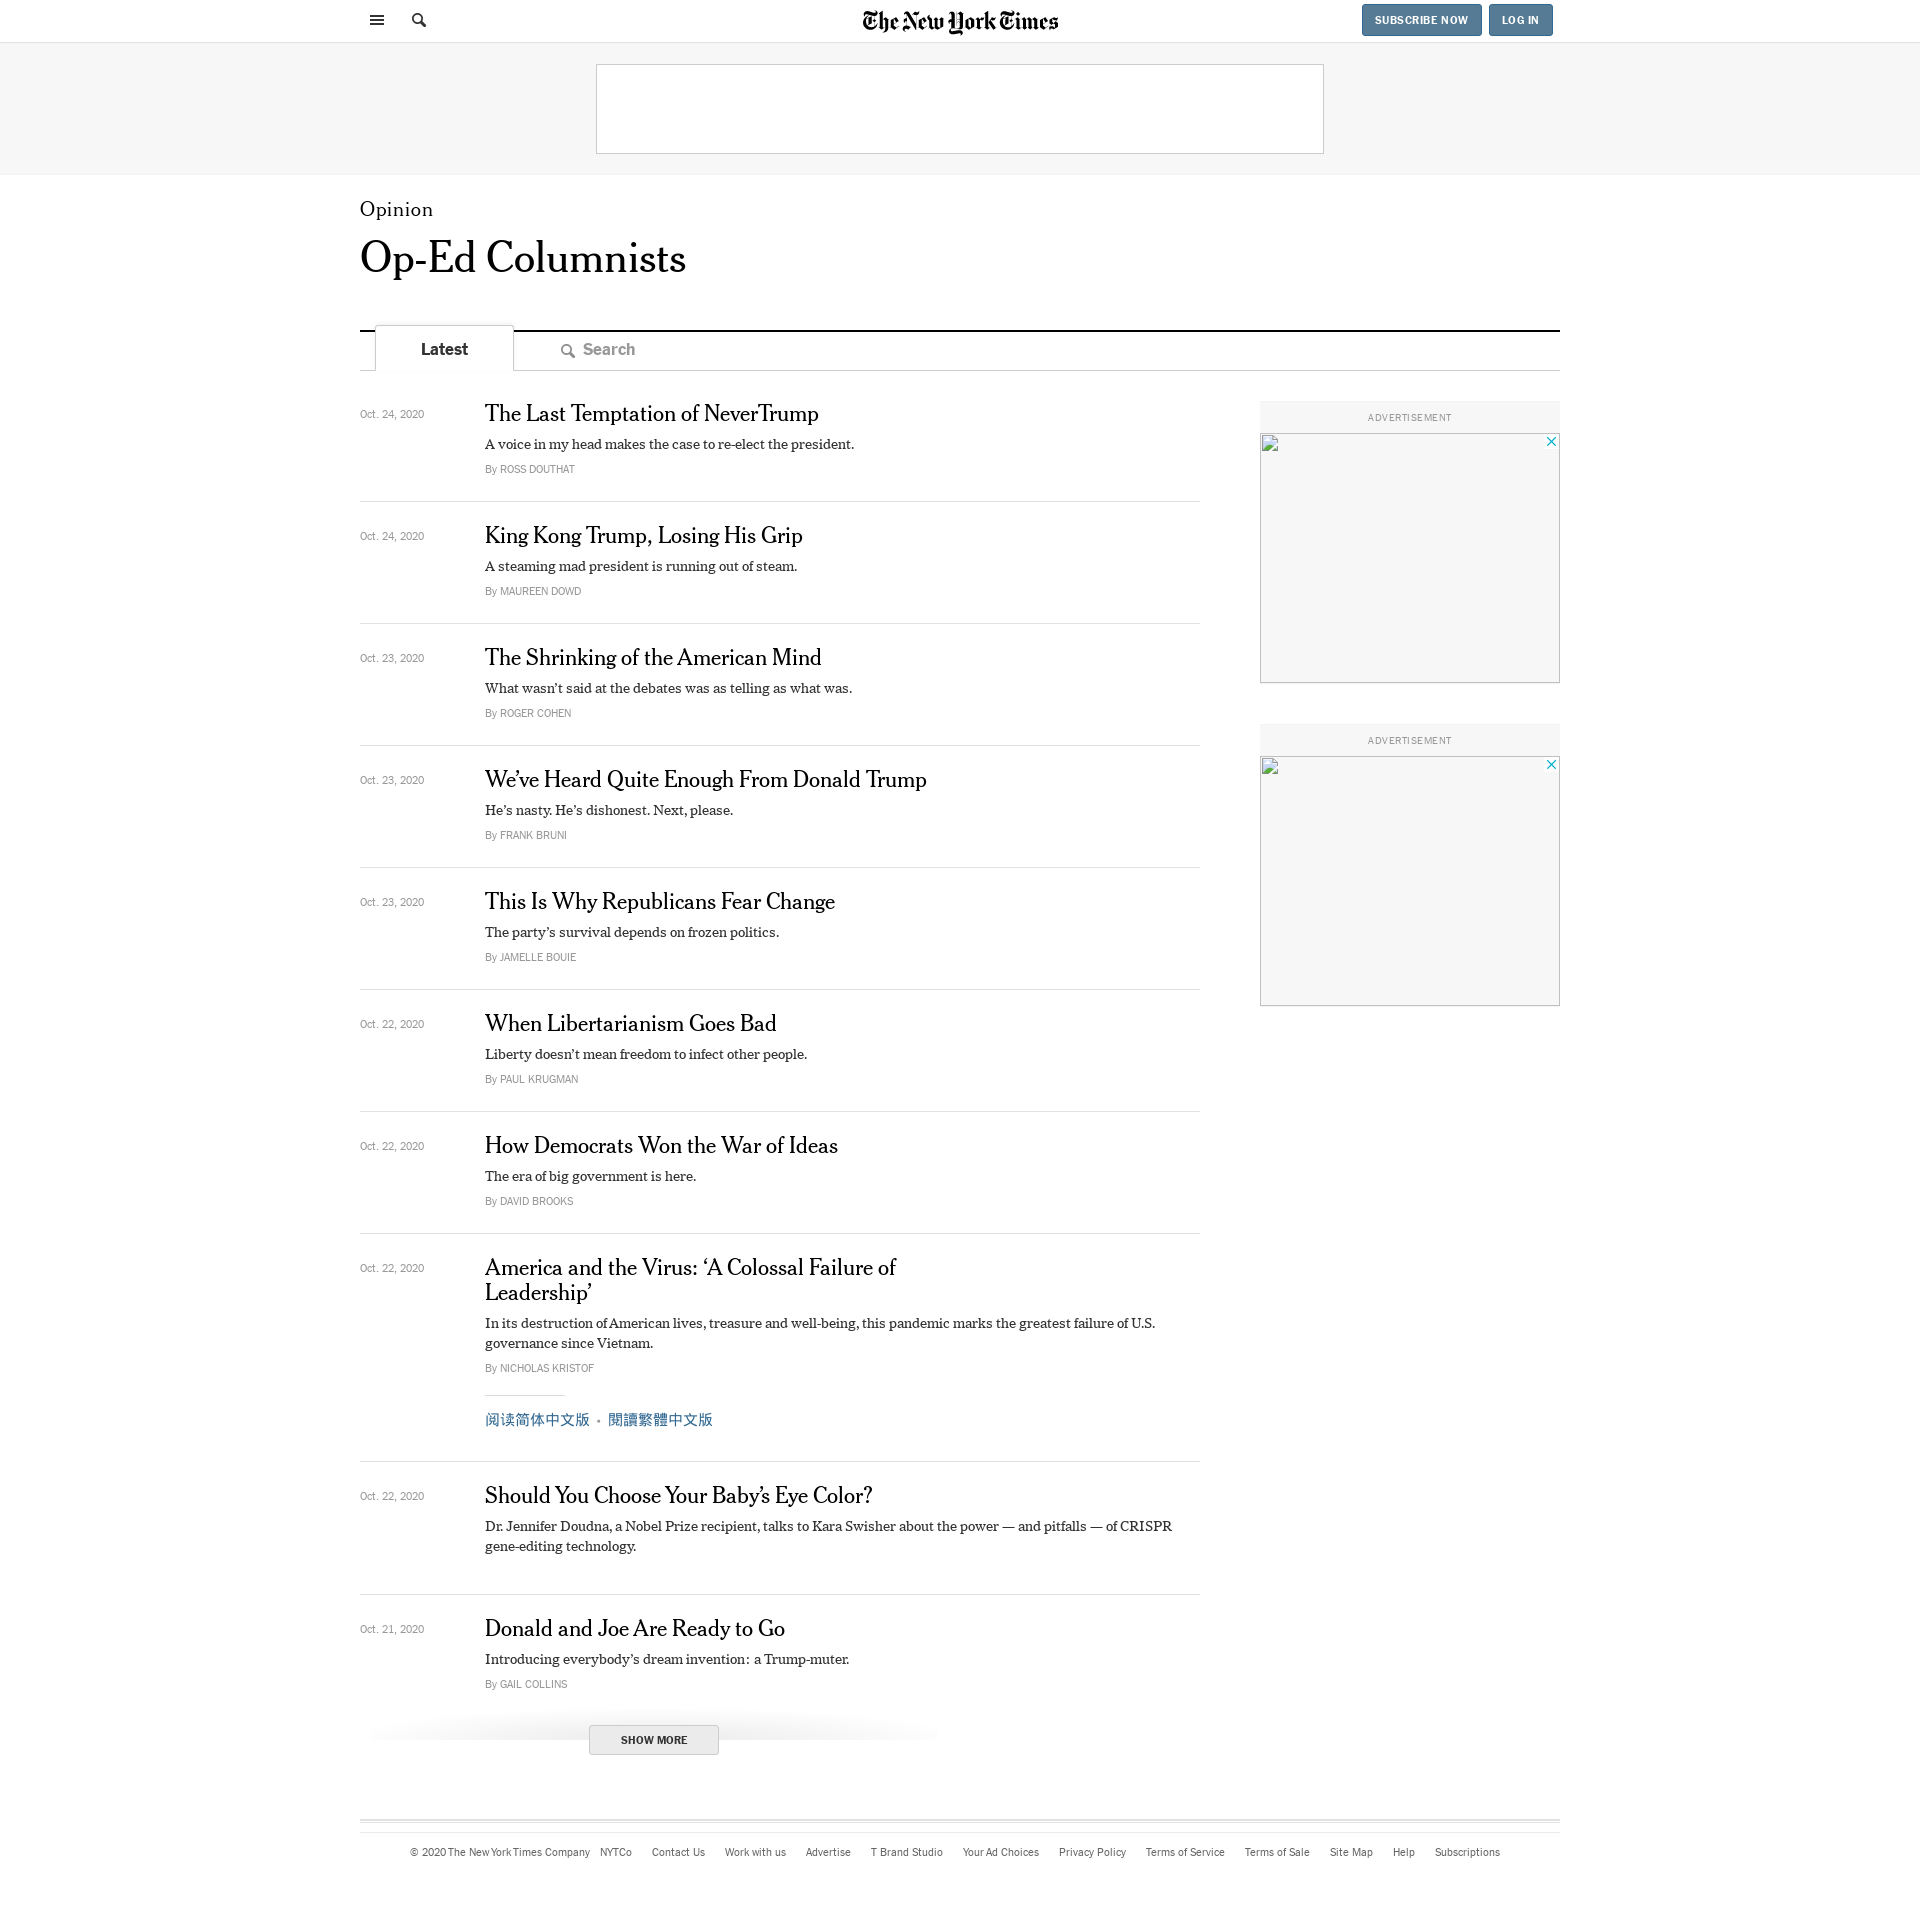 The New York Times
SUBSCRIBE NOW
LOG IN
Opinion
Op-Ed Columnists
Latest
Search
Oct. 24, 2020
The Last Temptation of NeverTrump
A voice in my head makes the case to re-elect the president.
By ROSS DOUTHAT
Oct. 24, 2020
King Kong Trump, Losing His Grip
A steaming mad president is running out of steam.
By MAUREEN DOWD
Oct. 23, 2020
The Shrinking of the American Mind
What wasn’t said at the debates was as telling as what was.
By ROGER COHEN
Oct. 23, 2020
We’ve Heard Quite Enough From Donald Trump
He’s nasty. He’s dishonest. Next, please.
By FRANK BRUNI
Oct. 23, 2020
This Is Why Republicans Fear Change
The party’s survival depends on frozen politics.
By JAMELLE BOUIE
Oct. 22, 2020
When Libertarianism Goes Bad
Liberty doesn’t mean freedom to infect other people.
By PAUL KRUGMAN
Oct. 22, 2020
How Democrats Won the War of Ideas
The era of big government is here.
By DAVID BROOKS
Oct. 22, 2020
America and the Virus: ‘A Colossal Failure of
Leadership’
In its destruction of American lives, treasure and well-being, this pandemic marks the greatest failure of U.S.
governance since Vietnam.
By NICHOLAS KRISTOF
阅读简体中文版 • 閱讀繁體中文版
Oct. 22, 2020
Should You Choose Your Baby’s Eye Color?
Dr. Jennifer Doudna, a Nobel Prize recipient, talks to Kara Swisher about the power — and pitfalls — of CRISPR
gene-editing technology.
Oct. 21, 2020
Donald and Joe Are Ready to Go
Introducing everybody’s dream invention: a Trump-muter.
By GAIL COLLINS
SHOW MORE
ADVERTISEMENT
ADVERTISEMENT
© 2020 The New York Times Company NYTCo Contact Us Work with us Advertise T Brand Studio Your Ad Choices Privacy Policy Terms of Service Terms of Sale Site Map Help Subscriptions